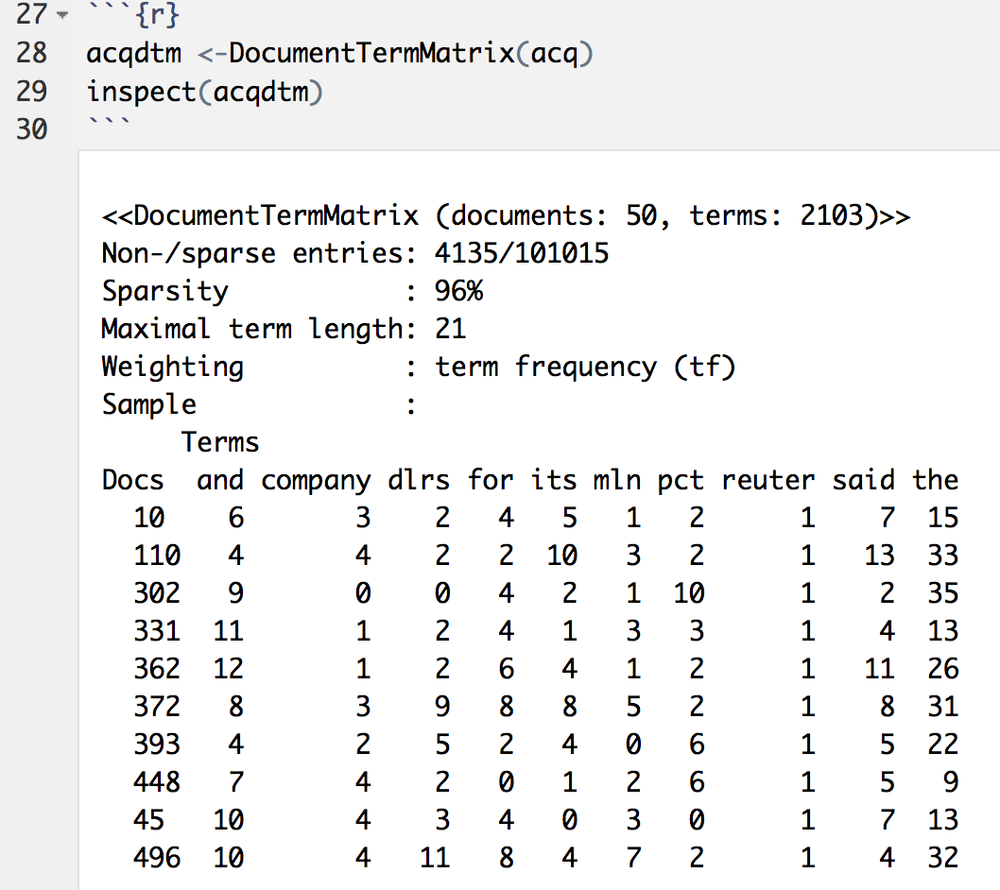 27 ```{r}
28 acqdtm <-DocumentTermMatrix(acq)
29 inspect(acqdtm)
30 ```
<<DocumentTermMatrix (documents: 50, terms: 2103)>>
Non-/sparse entries: 4135/101015
Sparsity           : 96%
Maximal term length: 21
Weighting          : term frequency (tf)
Sample             :
     Terms
Docs  and company dlrs for its mln pct reuter said the
  10    6       3    2   4   5   1   2      1    7  15
  110   4       4    2   2  10   3   2      1   13  33
  302   9       0    0   4   2   1  10      1    2  35
  331  11       1    2   4   1   3   3      1    4  13
  362  12       1    2   6   4   1   2      1   11  26
  372   8       3    9   8   8   5   2      1    8  31
  393   4       2    5   2   4   0   6      1    5  22
  448   7       4    2   0   1   2   6      1    5   9
  45   10       4    3   4   0   3   0      1    7  13
  496  10       4   11   8   4   7   2      1    4  32